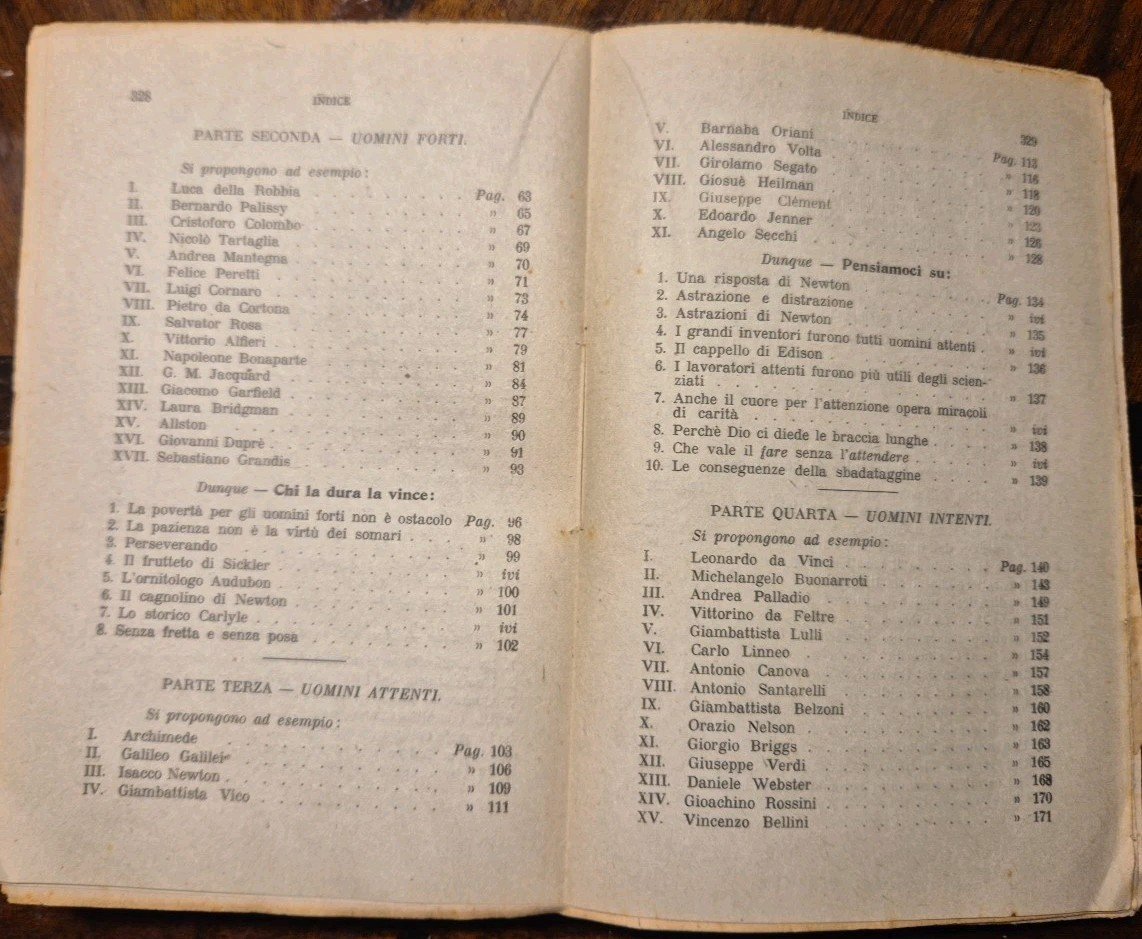 328
INDICE
PARTE SECONDA — UOMINI FORTI.
Si propongono ad esempio:
I. Luca della Robbia . . . . . . . Pag. 63
II. Bernardo Palissy . . . . . . . » 65
III. Cristoforo Colombo . . . . . . . » 67
IV. Nicolò Tartaglia . . . . . . . » 69
V. Andrea Mantegna . . . . . . . » 70
VI. Felice Peretti . . . . . . . » 71
VII. Luigi Cornaro . . . . . . . » 73
VIII. Pietro da Cortona . . . . . . . » 74
IX. Salvator Rosa . . . . . . . » 77
X. Vittorio Alfieri . . . . . . . » 79
XI. Napoleone Bonaparte . . . . . . . » 81
XII. G. M. Jacquard . . . . . . . » 84
XIII. Giacomo Garfield . . . . . . . » 87
XIV. Laura Bridgman . . . . . . . » 89
XV. Allston . . . . . . . » 90
XVI. Giovanni Duprè . . . . . . . » 91
XVII. Sebastiano Grandis . . . . . . . » 93
Dunque — Chi la dura la vince:
1. La povertà per gli uomini forti non è ostacolo Pag. 96
2. La pazienza non è la virtù dei somari . . . . » 98
3. Perseverando . . . . . . . » 99
4. Il frutteto di Sickler . . . . . . . » ivi
5. L'ornitologo Audubon . . . . . . . » 100
6. Il cagnolino di Newton . . . . . . . » 101
7. Lo storico Carlyle . . . . . . . » ivi
8. Senza fretta e senza posa . . . . . . . » 102
PARTE TERZA — UOMINI ATTENTI.
Si propongono ad esempio:
I. Archimede . . . . . . . Pag. 103
II. Galileo Galilei . . . . . . . » 106
III. Isacco Newton . . . . . . . » 109
IV. Giambattista Vico . . . . . . . » 111
INDICE
329
V. Barnaba Oriani . . . . . . . Pag. 113
VI. Alessandro Volta . . . . . . . » 116
VII. Girolamo Segato . . . . . . . » 118
VIII. Giosuè Heilman . . . . . . . » 120
IX. Giuseppe Clément . . . . . . . » 123
X. Edoardo Jenner . . . . . . . » 126
XI. Angelo Secchi . . . . . . . » 128
Dunque — Pensiamoci su:
1. Una risposta di Newton . . . . . . . Pag. 134
2. Astrazione e distrazione . . . . . . . » ivi
3. Astrazioni di Newton . . . . . . . » 135
4. I grandi inventori furono tutti uomini attenti . » ivi
5. Il cappello di Edison . . . . . . . » 136
6. I lavoratori attenti furono più utili degli scien-
ziati . . . . . . . » 137
7. Anche il cuore per l'attenzione opera miracoli
di carità . . . . . . . » ivi
8. Perchè Dio ci diede le braccia lunghe . . . . » 138
9. Che vale il fare senza l'attendere . . . . . » ivi
10. Le conseguenze della sbadataggine . . . . » 139
PARTE QUARTA — UOMINI INTENTI.
Si propongono ad esempio:
I. Leonardo da Vinci . . . . . . . Pag. 140
II. Michelangelo Buonarroti . . . . . . . » 143
III. Andrea Palladio . . . . . . . » 149
IV. Vittorino da Feltre . . . . . . . » 151
V. Giambattista Lulli . . . . . . . » 152
VI. Carlo Linneo . . . . . . . » 154
VII. Antonio Canova . . . . . . . » 157
VIII. Antonio Santarelli . . . . . . . » 158
IX. Giambattista Belzoni . . . . . . . » 160
X. Orazio Nelson . . . . . . . » 162
XI. Giorgio Briggs . . . . . . . » 163
XII. Giuseppe Verdi . . . . . . . » 165
XIII. Daniele Webster . . . . . . . » 168
XIV. Gioachino Rossini . . . . . . . » 170
XV. Vincenzo Bellini . . . . . . . » 171